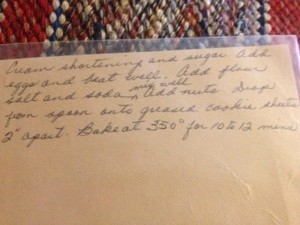 Cream shortening and sugar add
eggs and beat well. Add flour
salt and soda mix well add nuts. Drop
from spoon onto greased cookie sheets
2" apart. Bake at 350° for 10 to 12 mins